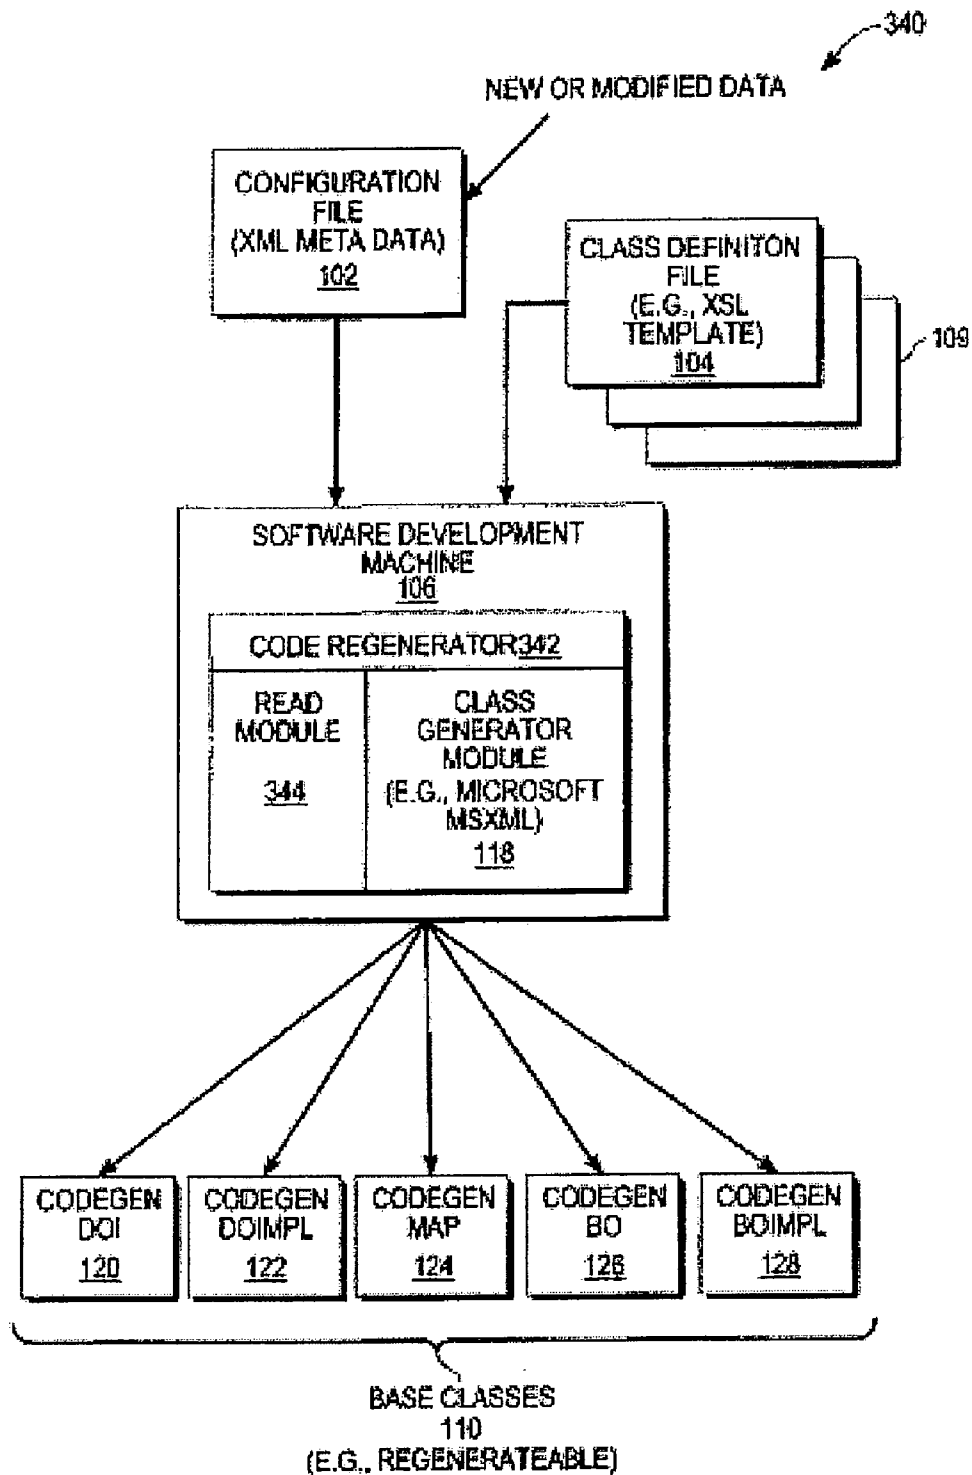 340
NEW OR MODIFIED DATA
CONFIGURATION
FILE
(XML META DATA)
102
CLASS DEFINITON
FILE
(E.G., XSL
TEMPLATE)
104
109
SOFTWARE DEVELOPMENT
MACHINE
106
CODE REGENERATOR 342
READ
MODULE
344
CLASS
GENERATOR
MODULE
(E.G., MICROSOFT
MSXML)
118
CODEGEN
DOI
120
CODEGEN
DOIMPL
122
CODEGEN
MAP
124
CODEGEN
BO
126
CODEGEN
BOIMPL
128
BASE CLASSES
110
(E.G., REGENERATEABLE)